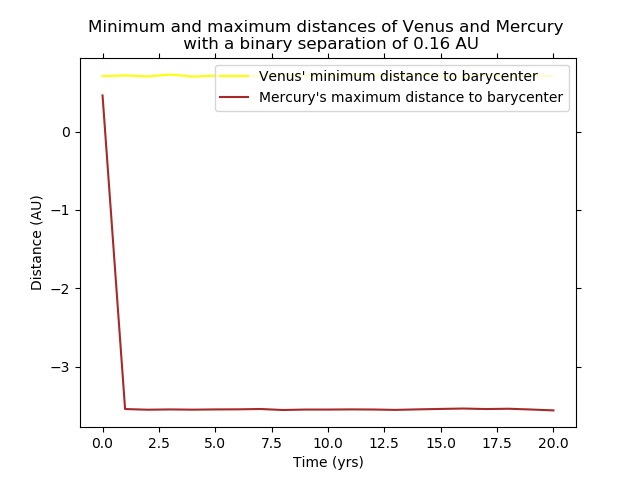 Minimum and maximum distances of Venus and Mercury
with a binary separation of 0.16 AU
Venus' minimum distance to barycenter
Mercury's maximum distance to barycenter
Distance (AU)
0
−1
−2
−3
0.0 2.5 5.0 7.5 10.0 12.5 15.0 17.5 20.0
Time (yrs)